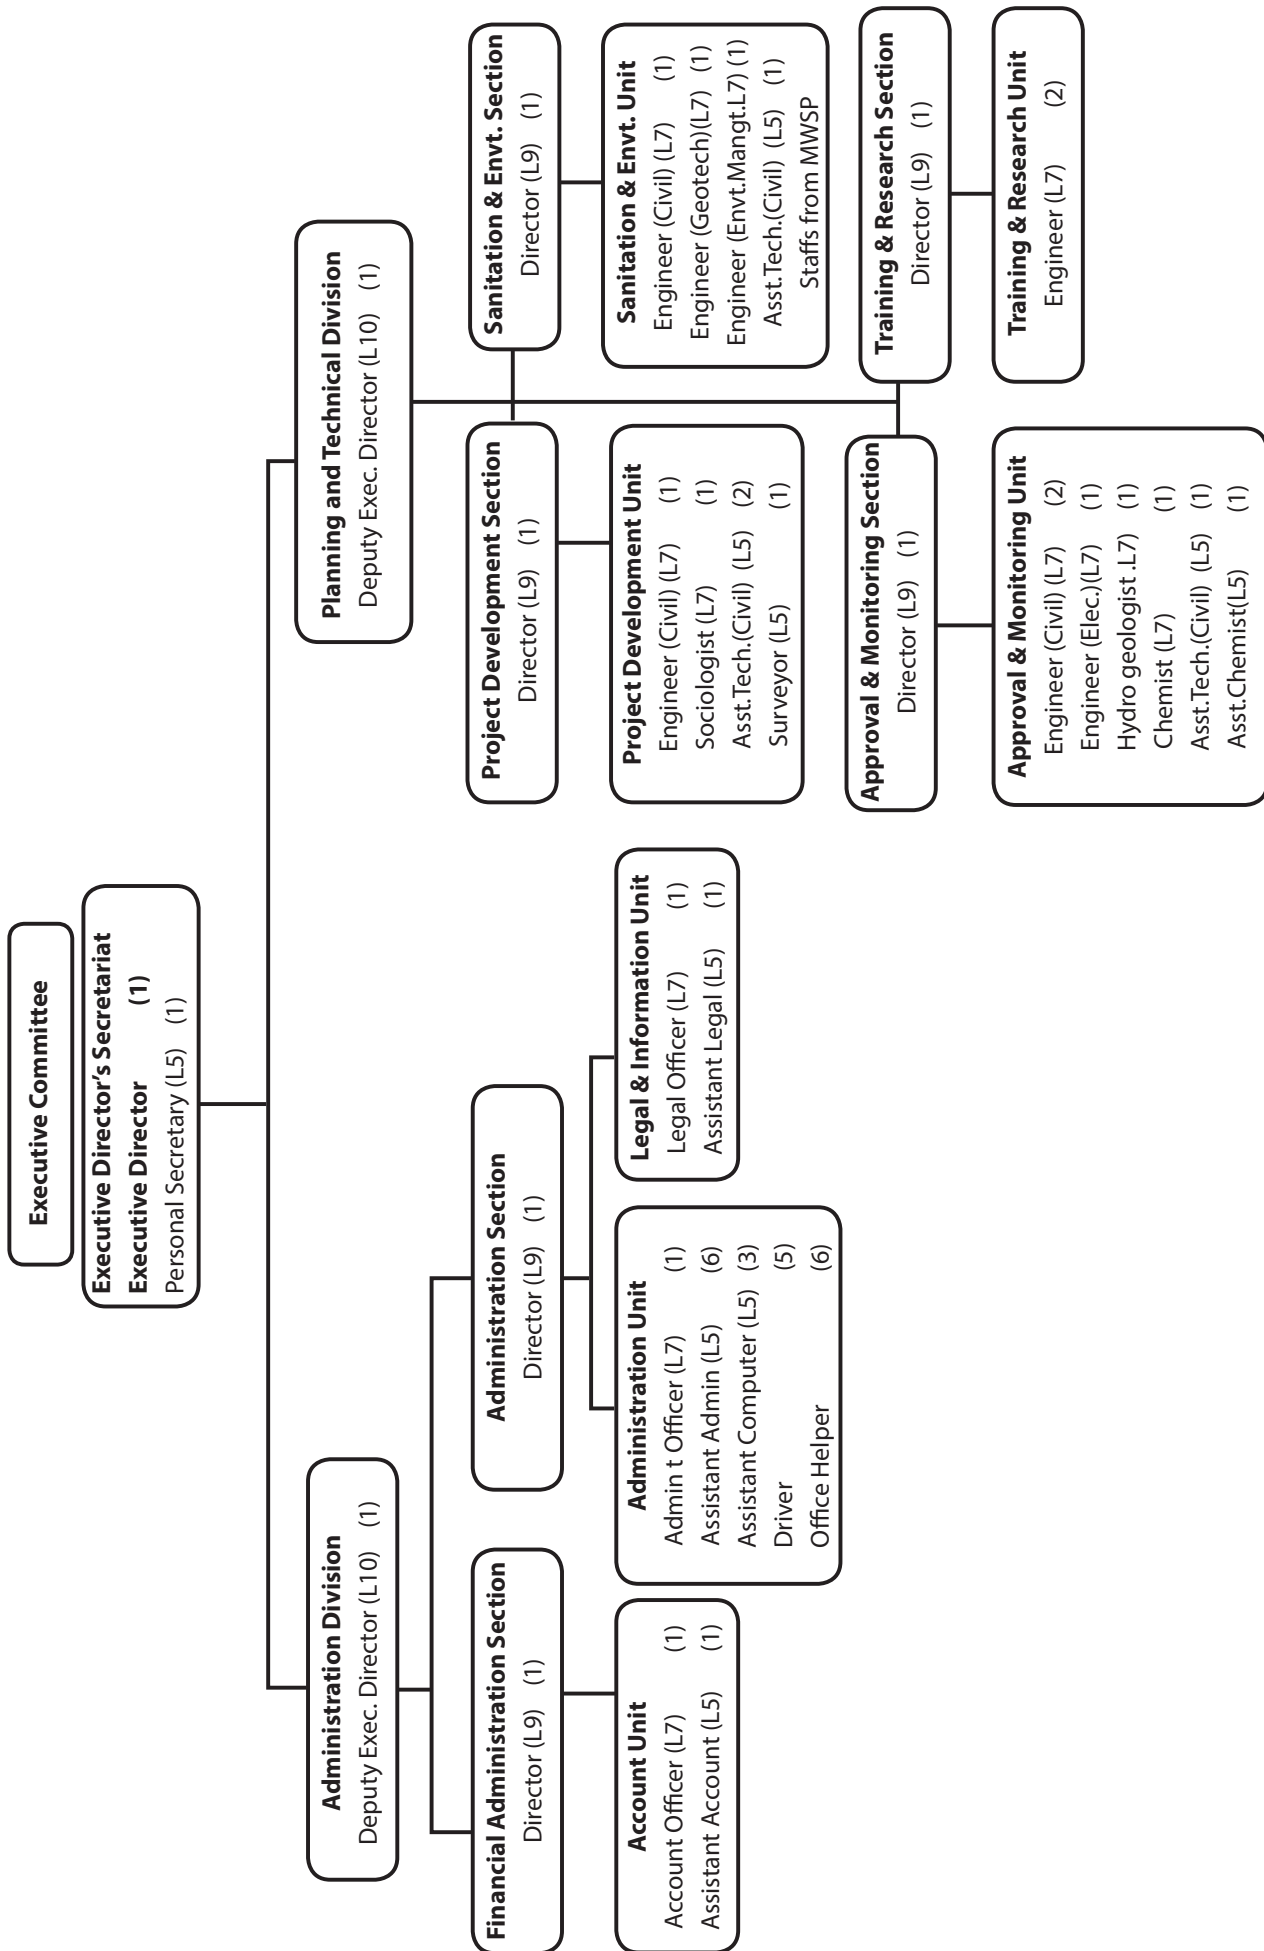 Executive Committee
Executive Director's Secretariat
Executive Director (1)
Personal Secretary (L5) (1)
Administration Division
Deputy Exec. Director (L10) (1)
Planning and Technical Division
Deputy Exec. Director (L10) (1)
Financial Administration Section
Director (L9) (1)
Administration Section
Director (L9) (1)
Account Unit
Account Officer (L7) (1)
Assistant Account (L5) (1)
Administration Unit
Admin t Officer (L7) (1)
Assistant Admin (L5) (6)
Assistant Computer (L5) (3)
Driver (5)
Office Helper (6)
Legal & Information Unit
Legal Officer (L7) (1)
Assistant Legal (L5) (1)
Project Development Section
Director (L9) (1)
Sanitation & Envt. Section
Director (L9) (1)
Project Development Unit
Engineer (Civil) (L7) (1)
Sociologist (L7) (1)
Asst.Tech.(Civil) (L5) (2)
Surveyor (L5) (1)
Sanitation & Envt. Unit
Engineer (Civil) (L7) (1)
Engineer (Geotech)(L7) (1)
Engineer (Envt.Mangt.L7) (1)
Asst.Tech.(Civil) (L5) (1)
Staffs from MWSP
Approval & Monitoring Section
Director (L9) (1)
Training & Research Section
Director (L9) (1)
Approval & Monitoring Unit
Engineer (Civil) (L7) (2)
Engineer (Elec.)(L7) (1)
Hydro geologist .L7) (1)
Chemist (L7) (1)
Asst.Tech.(Civil) (L5) (1)
Asst.Chemist(L5) (1)
Training & Research Unit
Engineer (L7) (2)